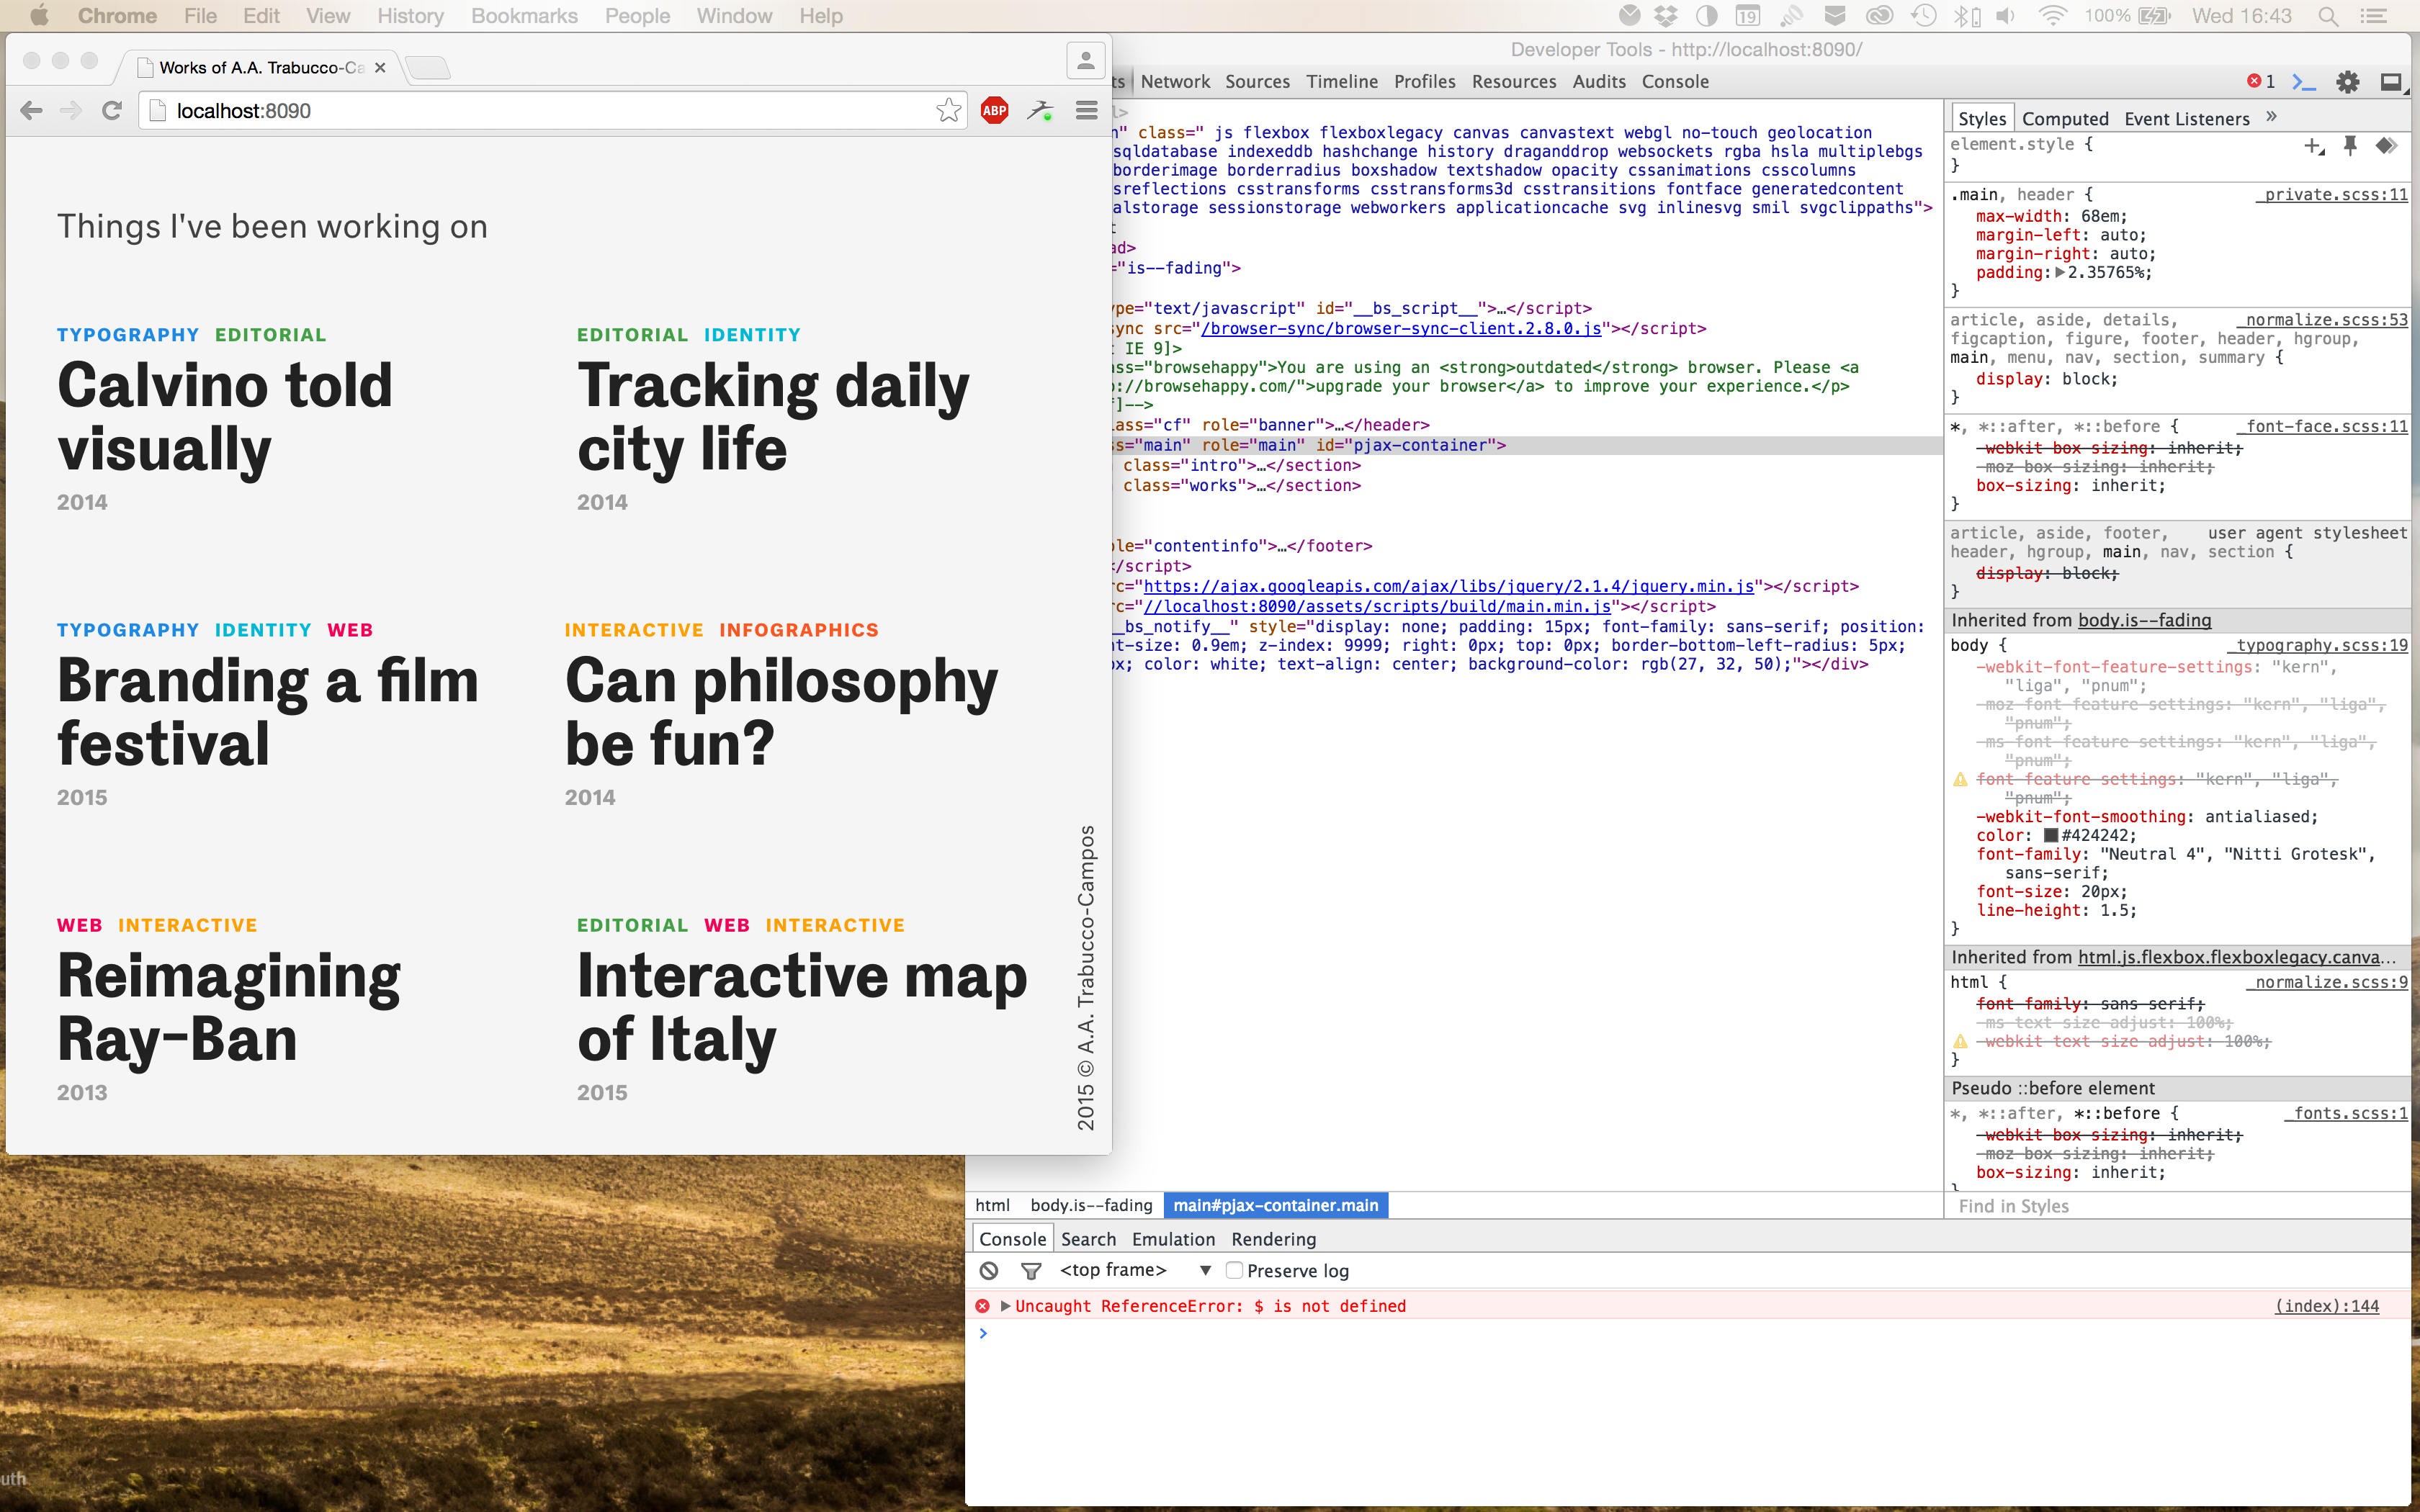 Chrome File Edit View History Bookmarks People Window Help
19 100% Wed 16:43
Works of A.A. Trabucco-Ca
localhost:8090
ABP
Things I've been working on
TYPOGRAPHY EDITORIAL
Calvino told
visually
2014
EDITORIAL IDENTITY
Tracking daily
city life
2014
TYPOGRAPHY IDENTITY WEB
Branding a film
festival
2015
INTERACTIVE INFOGRAPHICS
Can philosophy
be fun?
2014
WEB INTERACTIVE
Reimagining
Ray-Ban
2013
EDITORIAL WEB INTERACTIVE
Interactive map
of Italy
2015
2015 © A.A. Trabucco-Campos
Developer Tools - http://localhost:8090/
ts Network Sources Timeline Profiles Resources Audits Console
1
l>
" class=" js flexbox flexboxlegacy canvas canvastext webgl no-touch geolocation
sqldatabase indexeddb hashchange history draganddrop websockets rgba hsla multiplebgs
borderimage borderradius boxshadow textshadow opacity cssanimations csscolumns
sreflections csstransforms csstransforms3d csstransitions fontface generatedcontent
alstorage sessionstorage webworkers applicationcache svg inlinesvg smil svgclippaths">
t
ad>
="is--fading">
ype="text/javascript" id="__bs_script__">…</script>
ync src="/browser-sync/browser-sync-client.2.8.0.js"></script>
IE 9]>
ass="browsehappy">You are using an <strong>outdated</strong> browser. Please <a
://browsehappy.com/">upgrade your browser</a> to improve your experience.</p>
]-->
lass="cf" role="banner">…</header>
s="main" role="main" id="pjax-container">
class="intro">…</section>
class="works">…</section>
le="contentinfo">…</footer>
/script>
rc="https://ajax.googleapis.com/ajax/libs/jquery/2.1.4/jquery.min.js"></script>
rc="//localhost:8090/assets/scripts/build/main.min.js"></script>
__bs_notify__" style="display: none; padding: 15px; font-family: sans-serif; position:
nt-size: 0.9em; z-index: 9999; right: 0px; top: 0px; border-bottom-left-radius: 5px;
px; color: white; text-align: center; background-color: rgb(27, 32, 50);"></div>
html body.is--fading main#pjax-container.main
Styles Computed Event Listeners »
element.style {
}
.main, header { _private.scss:11
max-width: 68em;
margin-left: auto;
margin-right: auto;
padding: 2.35765%;
}
article, aside, details, _normalize.scss:53
figcaption, figure, footer, header, hgroup,
main, menu, nav, section, summary {
display: block;
}
*, *::after, *::before { _font-face.scss:11
-webkit-box-sizing: inherit;
-moz-box-sizing: inherit;
box-sizing: inherit;
}
article, aside, footer, user agent stylesheet
header, hgroup, main, nav, section {
display: block;
}
Inherited from body.is--fading
body { _typography.scss:19
-webkit-font-feature-settings: "kern",
"liga", "pnum";
-moz-font-feature-settings: "kern", "liga",
"pnum";
-ms-font-feature-settings: "kern", "liga",
"pnum";
font-feature-settings: "kern", "liga",
"pnum";
-webkit-font-smoothing: antialiased;
color: #424242;
font-family: "Neutral 4", "Nitti Grotesk",
sans-serif;
font-size: 20px;
line-height: 1.5;
}
Inherited from html.js.flexbox.flexboxlegacy.canva…
html { _normalize.scss:9
font-family: sans-serif;
-ms-text-size-adjust: 100%;
-webkit-text-size-adjust: 100%;
}
Pseudo ::before element
*, *::after, *::before { _fonts.scss:1
-webkit-box-sizing: inherit;
-moz-box-sizing: inherit;
box-sizing: inherit;
}
Find in Styles
Console Search Emulation Rendering
<top frame> Preserve log
Uncaught ReferenceError: $ is not defined (index):144
uth